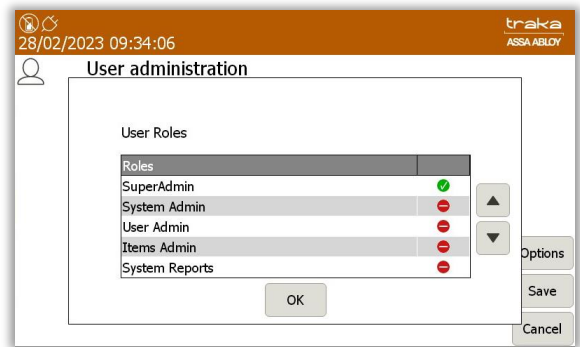 traka
28/02/2023 09:34:06
ASSA ABLOY
User administration
User Roles
Roles
SuperAdmin
System Admin
User Admin
Items Admin
System Reports
Options
OK
Save
Cancel